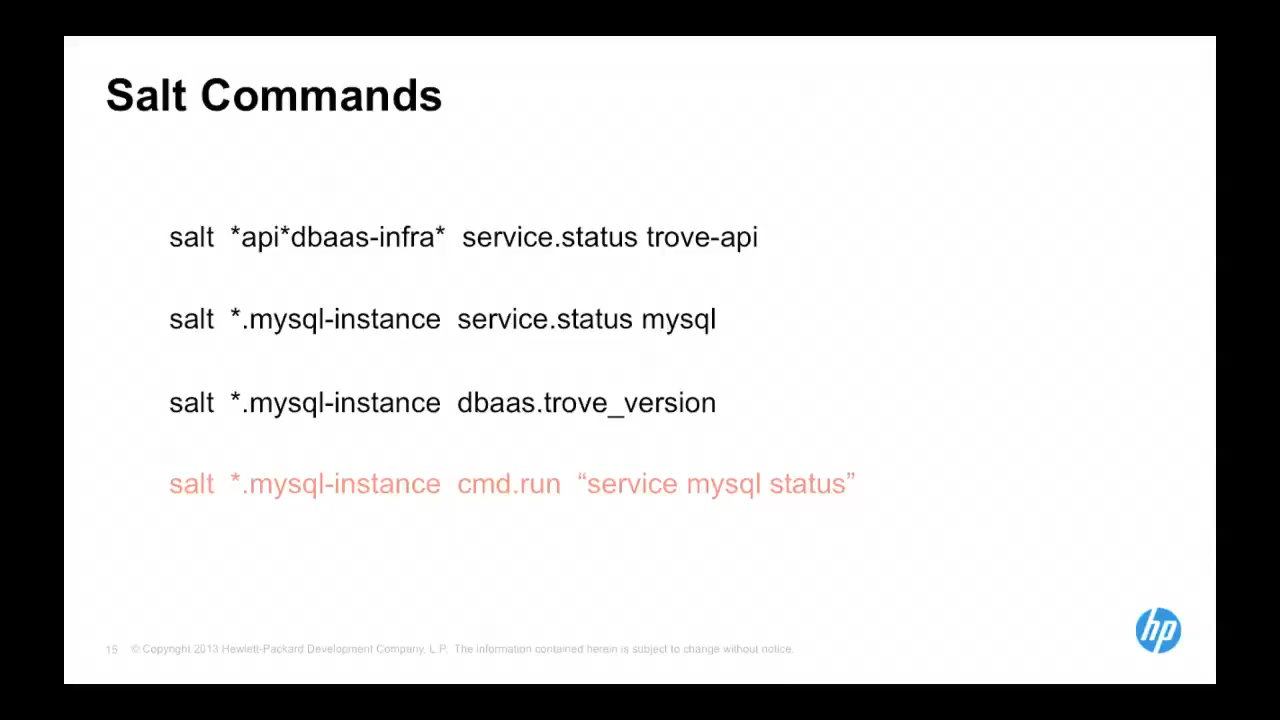 Salt Commands
salt *api*dbaas-infra* service.status trove-api
salt *.mysql-instance service.status mysql
salt *.mysql-instance dbaas.trove_version
salt *.mysql-instance cmd.run “service mysql status”
hp
15 © Copyright 2013 Hewlett-Packard Development Company, L.P. The information contained herein is subject to change without notice.